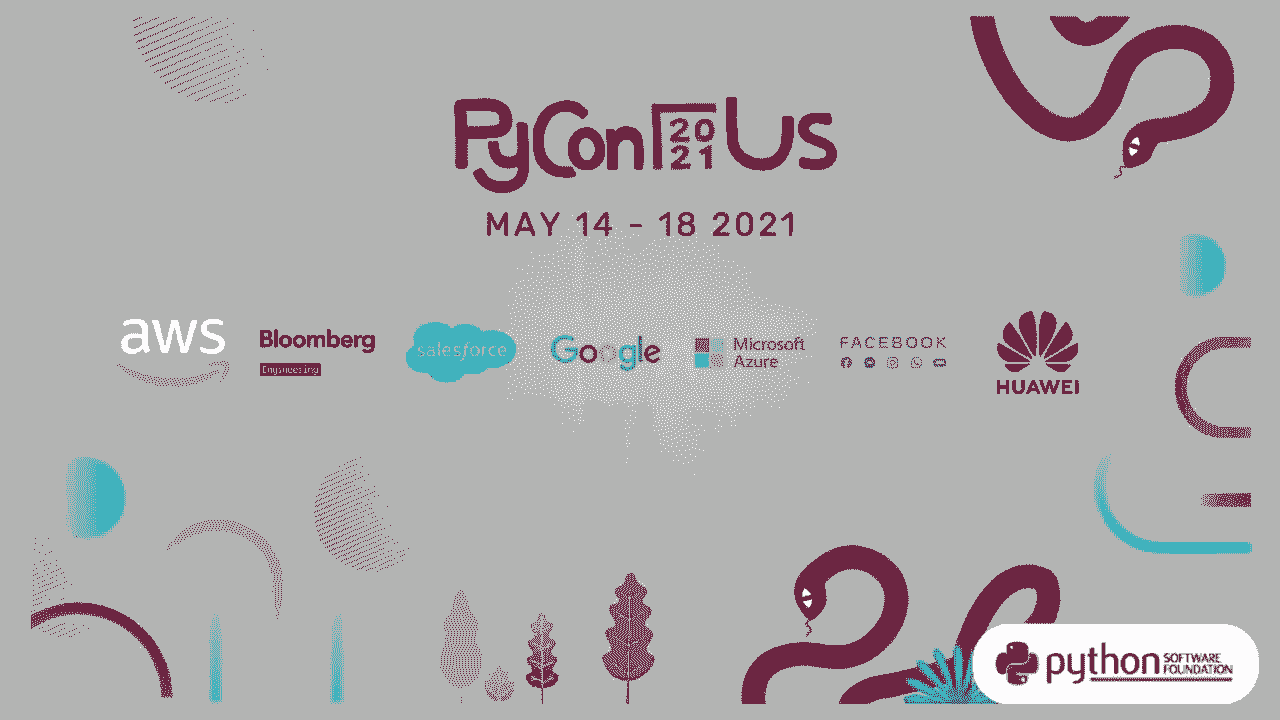 PyCon 2021 US
MAY 14 - 18 2021
aws
Bloomberg
Engineering
salesforce
Google
Microsoft
Azure
FACEBOOK
HUAWEI
python SOFTWARE
FOUNDATION